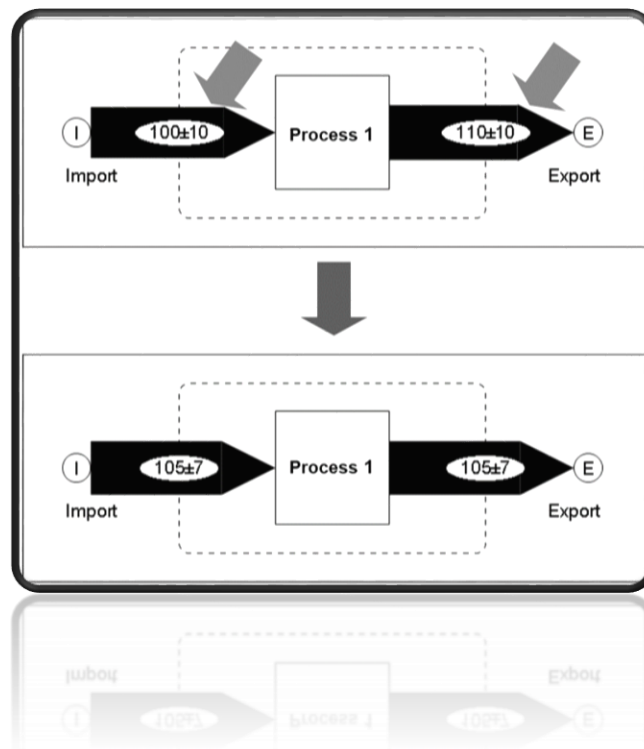 I 100±10 Process 1 110±10 E
Import Export
I 105±7 Process 1 105±7 E
Import Export